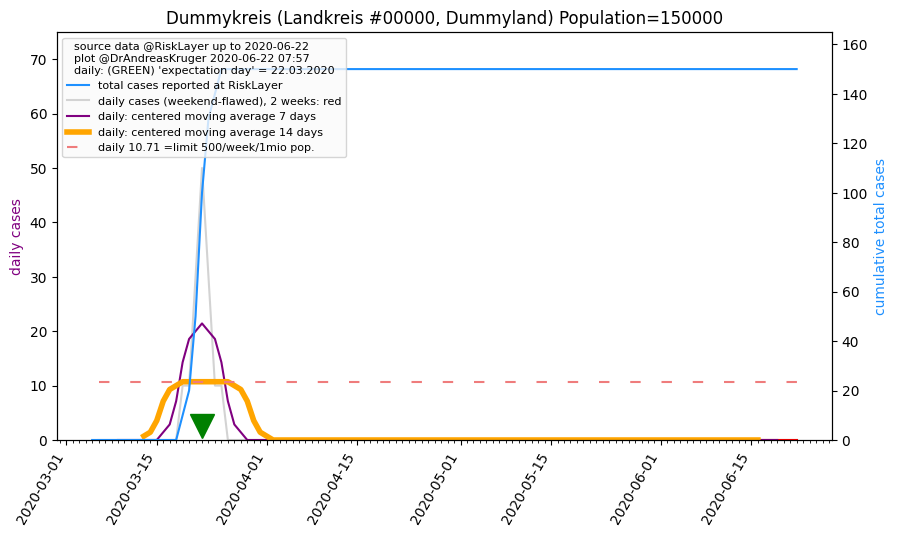 Dummykreis (Landkreis #00000, Dummyland) Population=150000
source data @RiskLayer up to 2020-06-22
plot @DrAndreasKruger 2020-06-22 07:57
daily: (GREEN) 'expectation day' = 22.03.2020
total cases reported at RiskLayer
daily cases (weekend-flawed), 2 weeks: red
daily: centered moving average 7 days
daily: centered moving average 14 days
daily 10.71 =limit 500/week/1mio pop.
daily cases
70
60
50
40
30
20
10
0
160
140
120
100
80
60
40
20
0
cumulative total cases
2020-03-01
2020-03-15
2020-04-01
2020-04-15
2020-05-01
2020-05-15
2020-06-01
2020-06-15